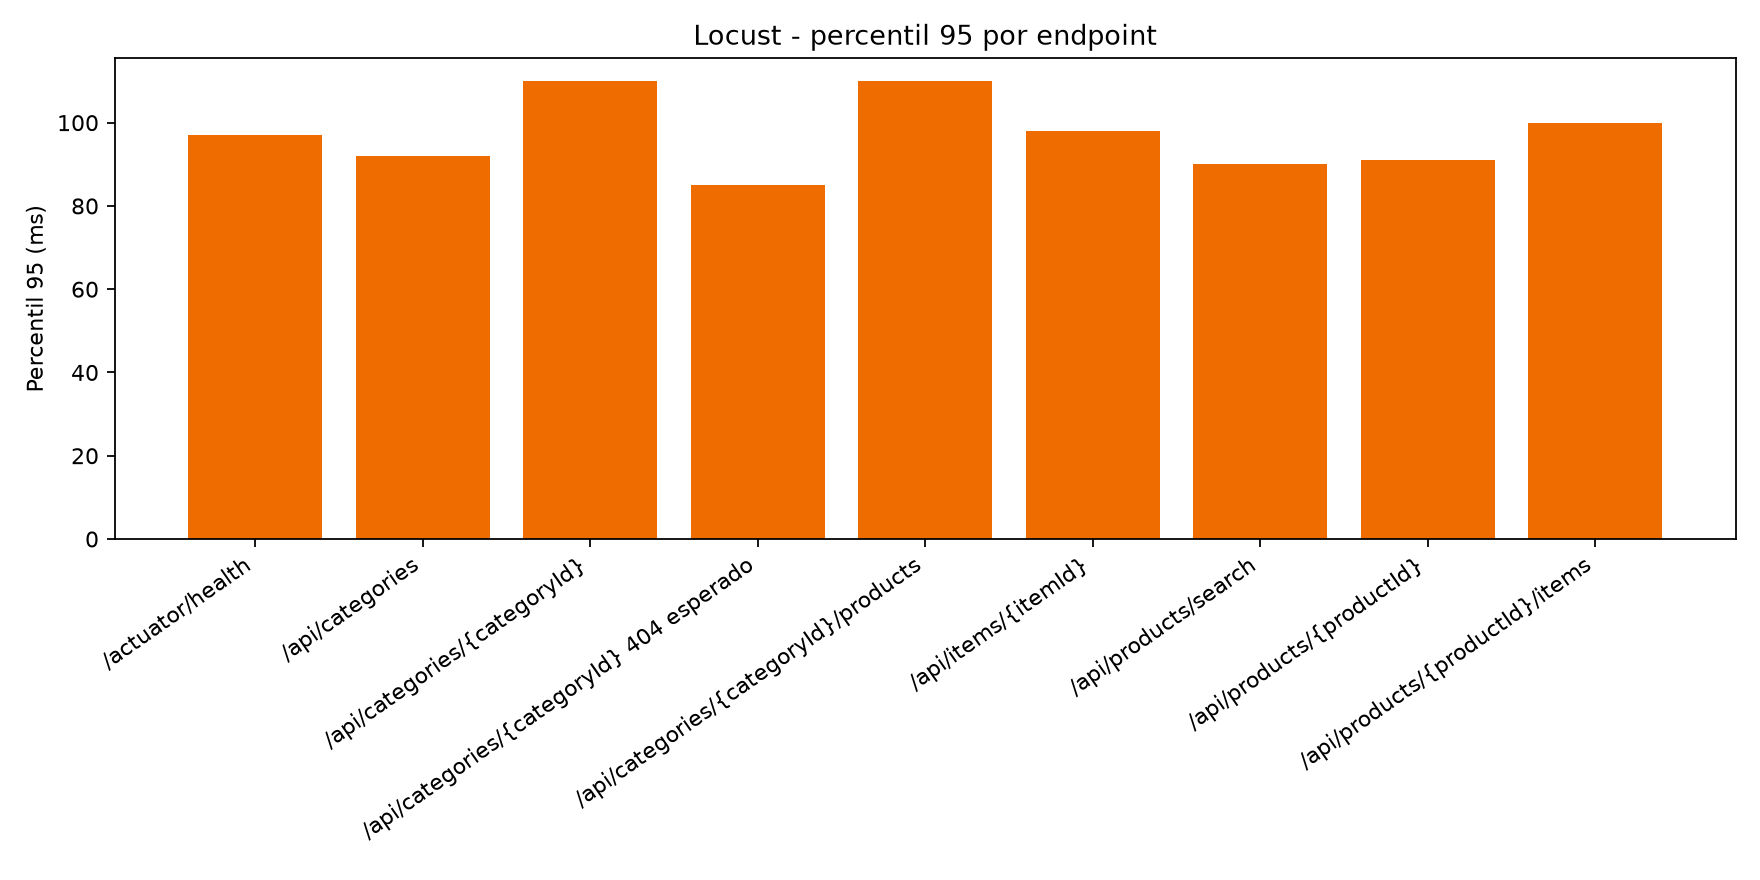 Locust - percentil 95 por endpoint
Percentil 95 (ms)
100
80
60
40
20
0
/actuator/health
/api/categories
/api/categories/{categoryId}
/api/categories/{categoryId} 404 esperado
/api/categories/{categoryId}/products
/api/items/{itemId}
/api/products/search
/api/products/{productId}
/api/products/{productId}/items